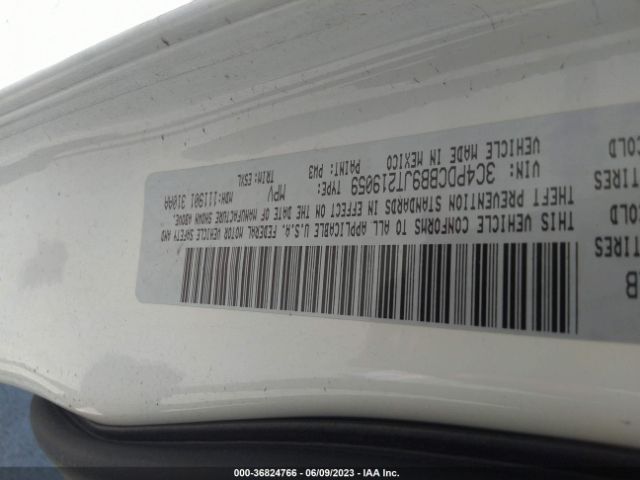 B
TIRES
COLD
TIRES
COLD
THIS VEHICLE CONFORMS TO ALL APPLICABLE U.S.A. FEDERAL MOTOR VEHICLE SAFETY AND
THEFT PREVENTION STANDARDS IN EFFECT ON THE DATE OF MANUFACTURE SHOWN ABOVE.
VIN: 3C4PDCBB9JT219059 TYPE: MPV MDH:111901 310AA
VEHICLE MADE IN MEXICO PAINT: PW3 TRIM:E5XL
000-36824766 - 06/09/2023 - IAA Inc.